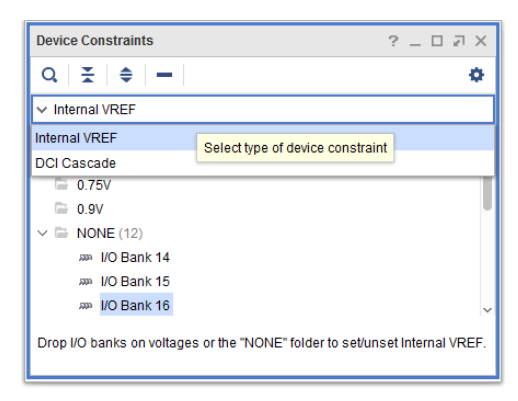 Device Constraints
Internal VREF
Internal VREF
Select type of device constraint
DCI Cascade
0.75V
0.9V
NONE (12)
I/O Bank 14
I/O Bank 15
I/O Bank 16
Drop I/O banks on voltages or the "NONE" folder to set/unset Internal VREF.